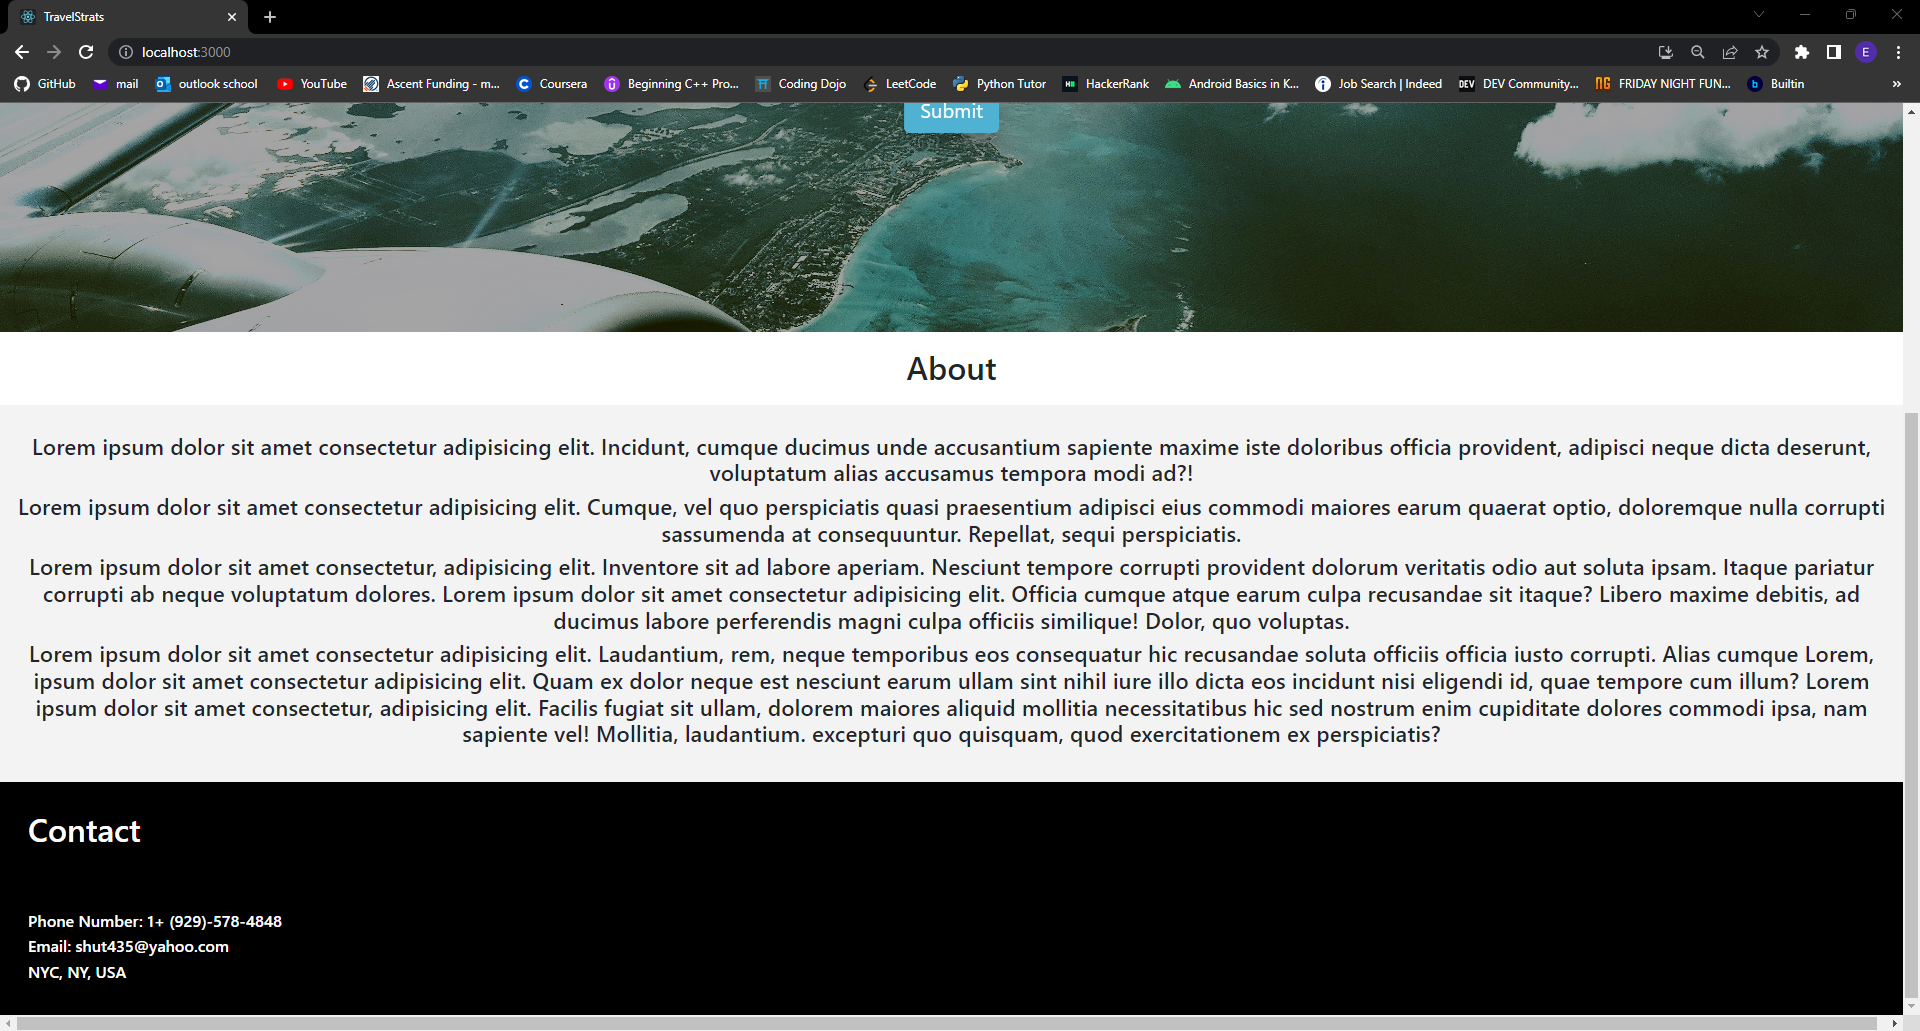 TravelStrats
localhost:3000
GitHub mail outlook school YouTube Ascent Funding - m... Coursera Beginning C++ Pro... Coding Dojo LeetCode Python Tutor HackerRank Android Basics in K... Job Search | Indeed DEV DEV Community... NG FRIDAY NIGHT FUN... Builtin »
E
Submit
About
Lorem ipsum dolor sit amet consectetur adipisicing elit. Incidunt, cumque ducimus unde accusantium sapiente maxime iste doloribus officia provident, adipisci neque dicta deserunt,
voluptatum alias accusamus tempora modi ad?!
Lorem ipsum dolor sit amet consectetur adipisicing elit. Cumque, vel quo perspiciatis quasi praesentium adipisci eius commodi maiores earum quaerat optio, doloremque nulla corrupti
sassumenda at consequuntur. Repellat, sequi perspiciatis.
Lorem ipsum dolor sit amet consectetur, adipisicing elit. Inventore sit ad labore aperiam. Nesciunt tempore corrupti provident dolorum veritatis odio aut soluta ipsam. Itaque pariatur
corrupti ab neque voluptatum dolores. Lorem ipsum dolor sit amet consectetur adipisicing elit. Officia cumque atque earum culpa recusandae sit itaque? Libero maxime debitis, ad
ducimus labore perferendis magni culpa officiis similique! Dolor, quo voluptas.
Lorem ipsum dolor sit amet consectetur adipisicing elit. Laudantium, rem, neque temporibus eos consequatur hic recusandae soluta officiis officia iusto corrupti. Alias cumque Lorem,
ipsum dolor sit amet consectetur adipisicing elit. Quam ex dolor neque est nesciunt earum ullam sint nihil iure illo dicta eos incidunt nisi eligendi id, quae tempore cum illum? Lorem
ipsum dolor sit amet consectetur, adipisicing elit. Facilis fugiat sit ullam, dolorem maiores aliquid mollitia necessitatibus hic sed nostrum enim cupiditate dolores commodi ipsa, nam
sapiente vel! Mollitia, laudantium. excepturi quo quisquam, quod exercitationem ex perspiciatis?
Contact
Phone Number: 1+ (929)-578-4848
Email: shut435@yahoo.com
NYC, NY, USA